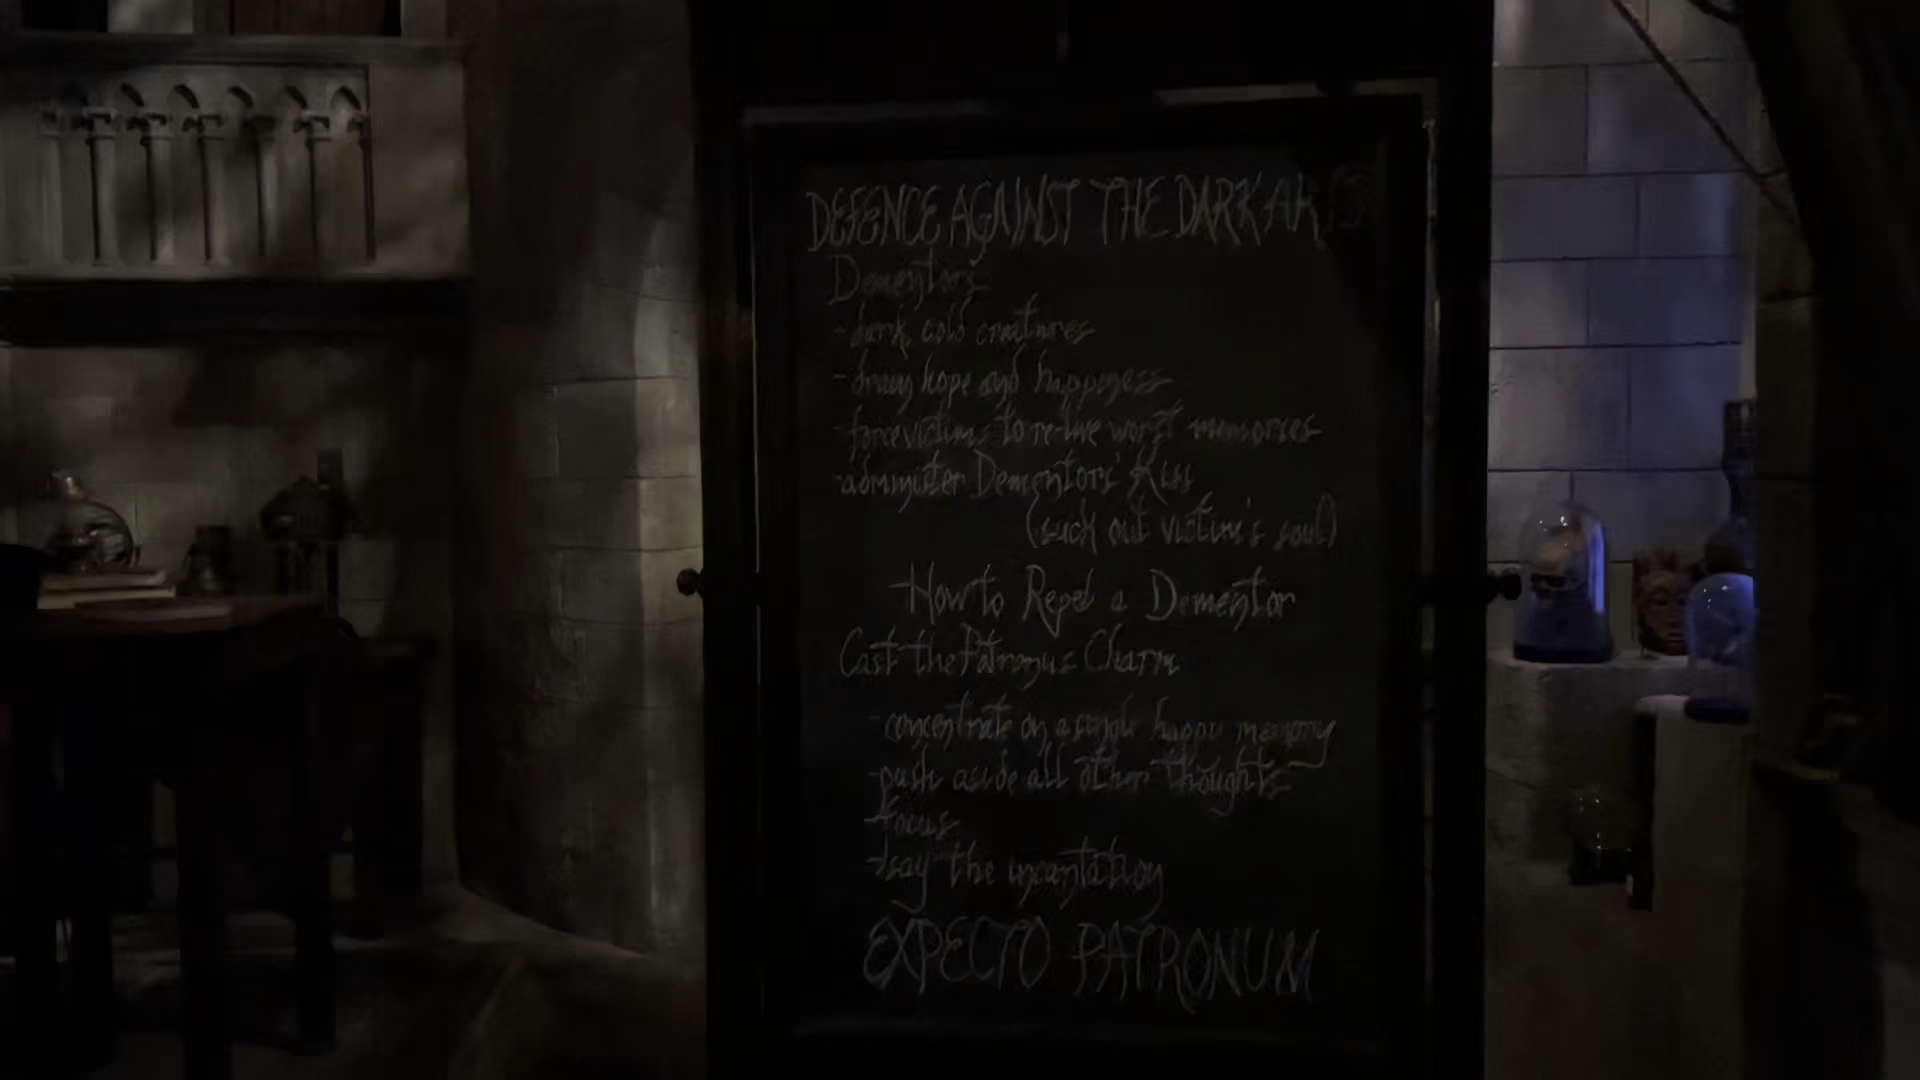 DEFENCE AGAINST THE DARK ARTS
Dementors
- dark, cold creatures
- drain hope and happiness
- force victims to re-live worst memories
- administer Dementors' Kiss
(suck out victim's soul)
How to Repel a Dementor
Cast the Patronus Charm
- concentrate on a single happy memory
- push aside all other thoughts
- focus
- say the incantation
EXPECTO PATRONUM